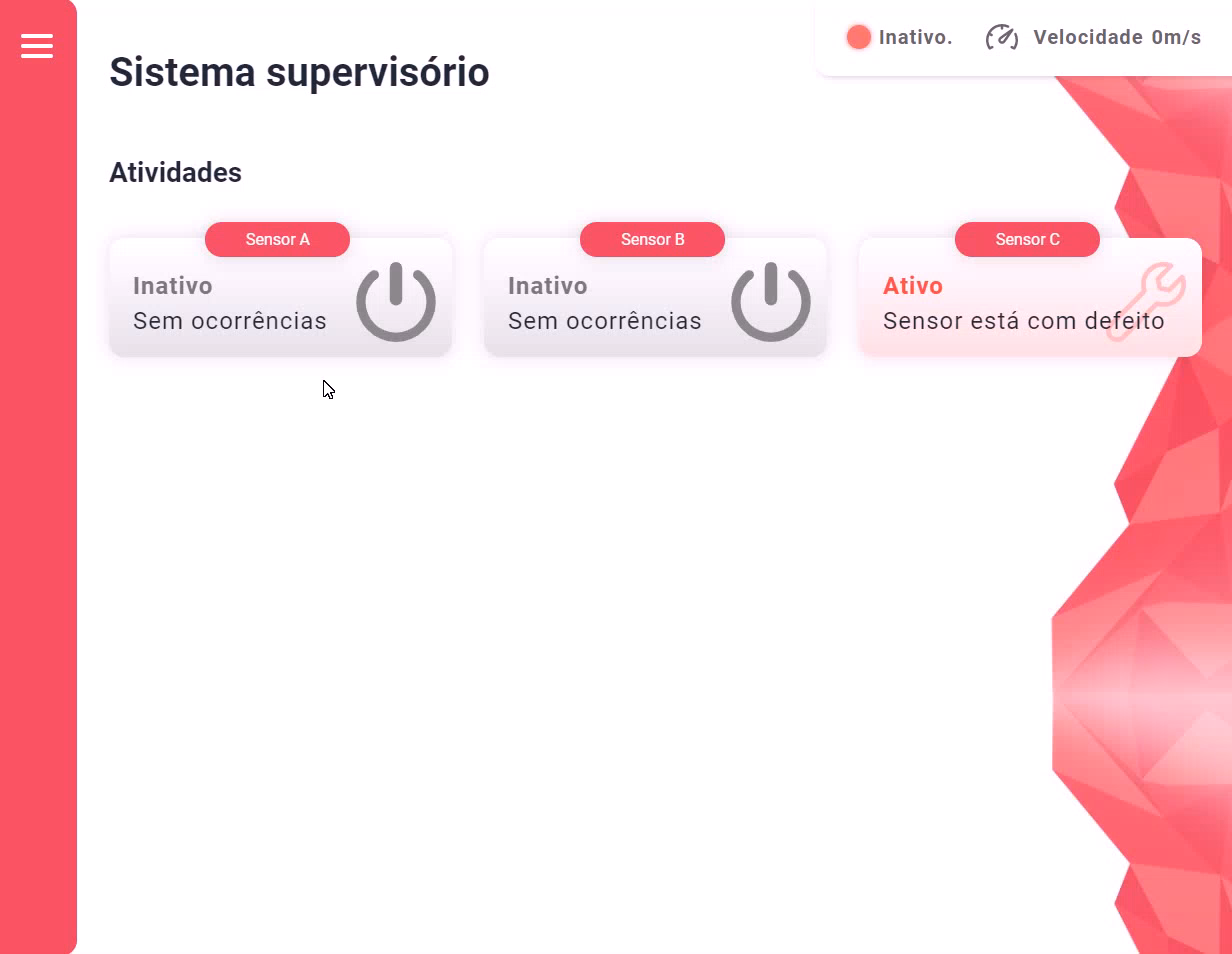 Inativo.
Velocidade 0m/s
Sistema supervisório
Atividades
Sensor A
Inativo
Sem ocorrências
Sensor B
Inativo
Sem ocorrências
Sensor C
Ativo
Sensor está com defeito